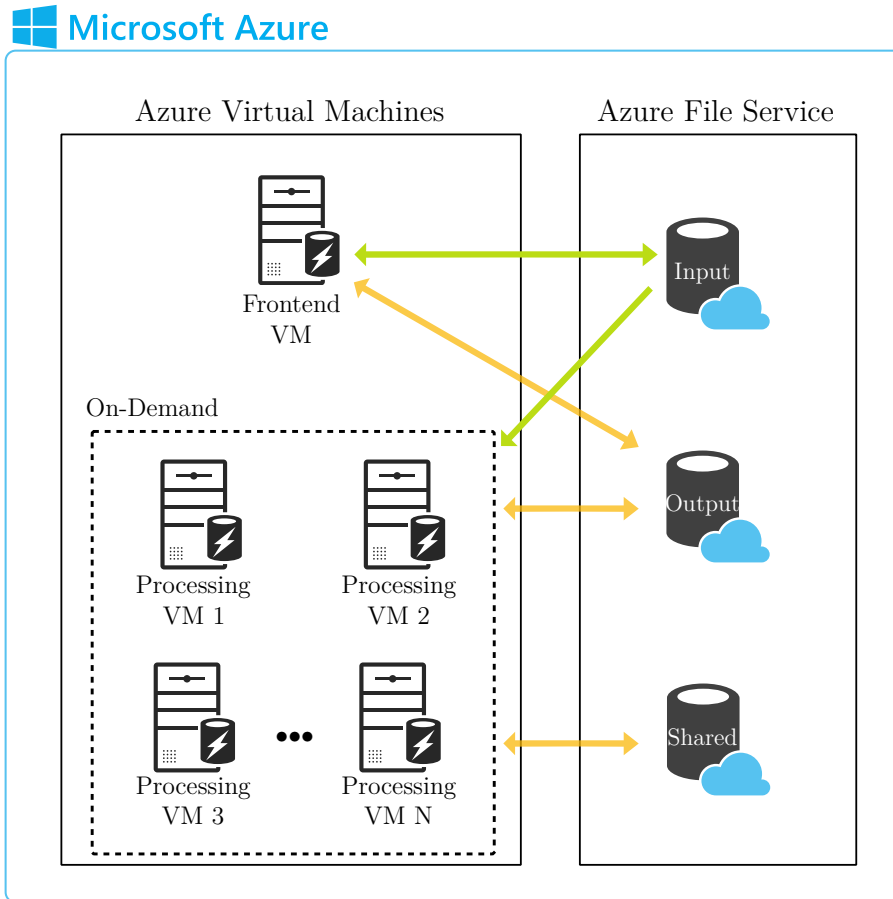 Microsoft Azure
Azure Virtual Machines
Azure File Service
Frontend
VM
Input
On-Demand
Output
Processing
VM 1
Processing
VM 2
Shared
Processing
VM 3
Processing
VM N